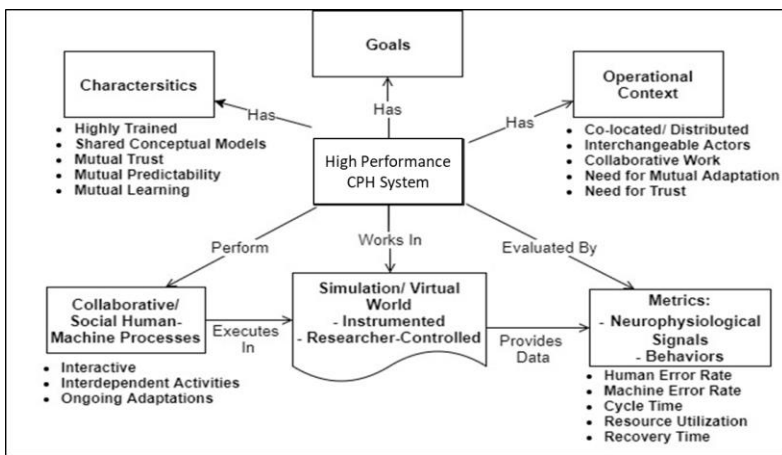 Goals
Charactersitics
Operational
Context
Has
Has
Has
• Highly Trained
• Shared Conceptual Models
• Mutual Trust
• Mutual Predictability
• Mutual Learning
High Performance
CPH System
• Co-located/ Distributed
• Interchangeable Actors
• Collaborative Work
• Need for Mutual Adaptation
• Need for Trust
Perform
Works In
Evaluated By
Collaborative/
Social Human-
Machine Processes
Executes
In
Simulation/ Virtual
World
- Instrumented
- Researcher-Controlled
Provides
Data
Metrics:
- Neurophysiological
Signals
- Behaviors
• Interactive
• Interdependent Activities
• Ongoing Adaptations
• Human Error Rate
• Machine Error Rate
• Cycle Time
• Resource Utilization
• Recovery Time